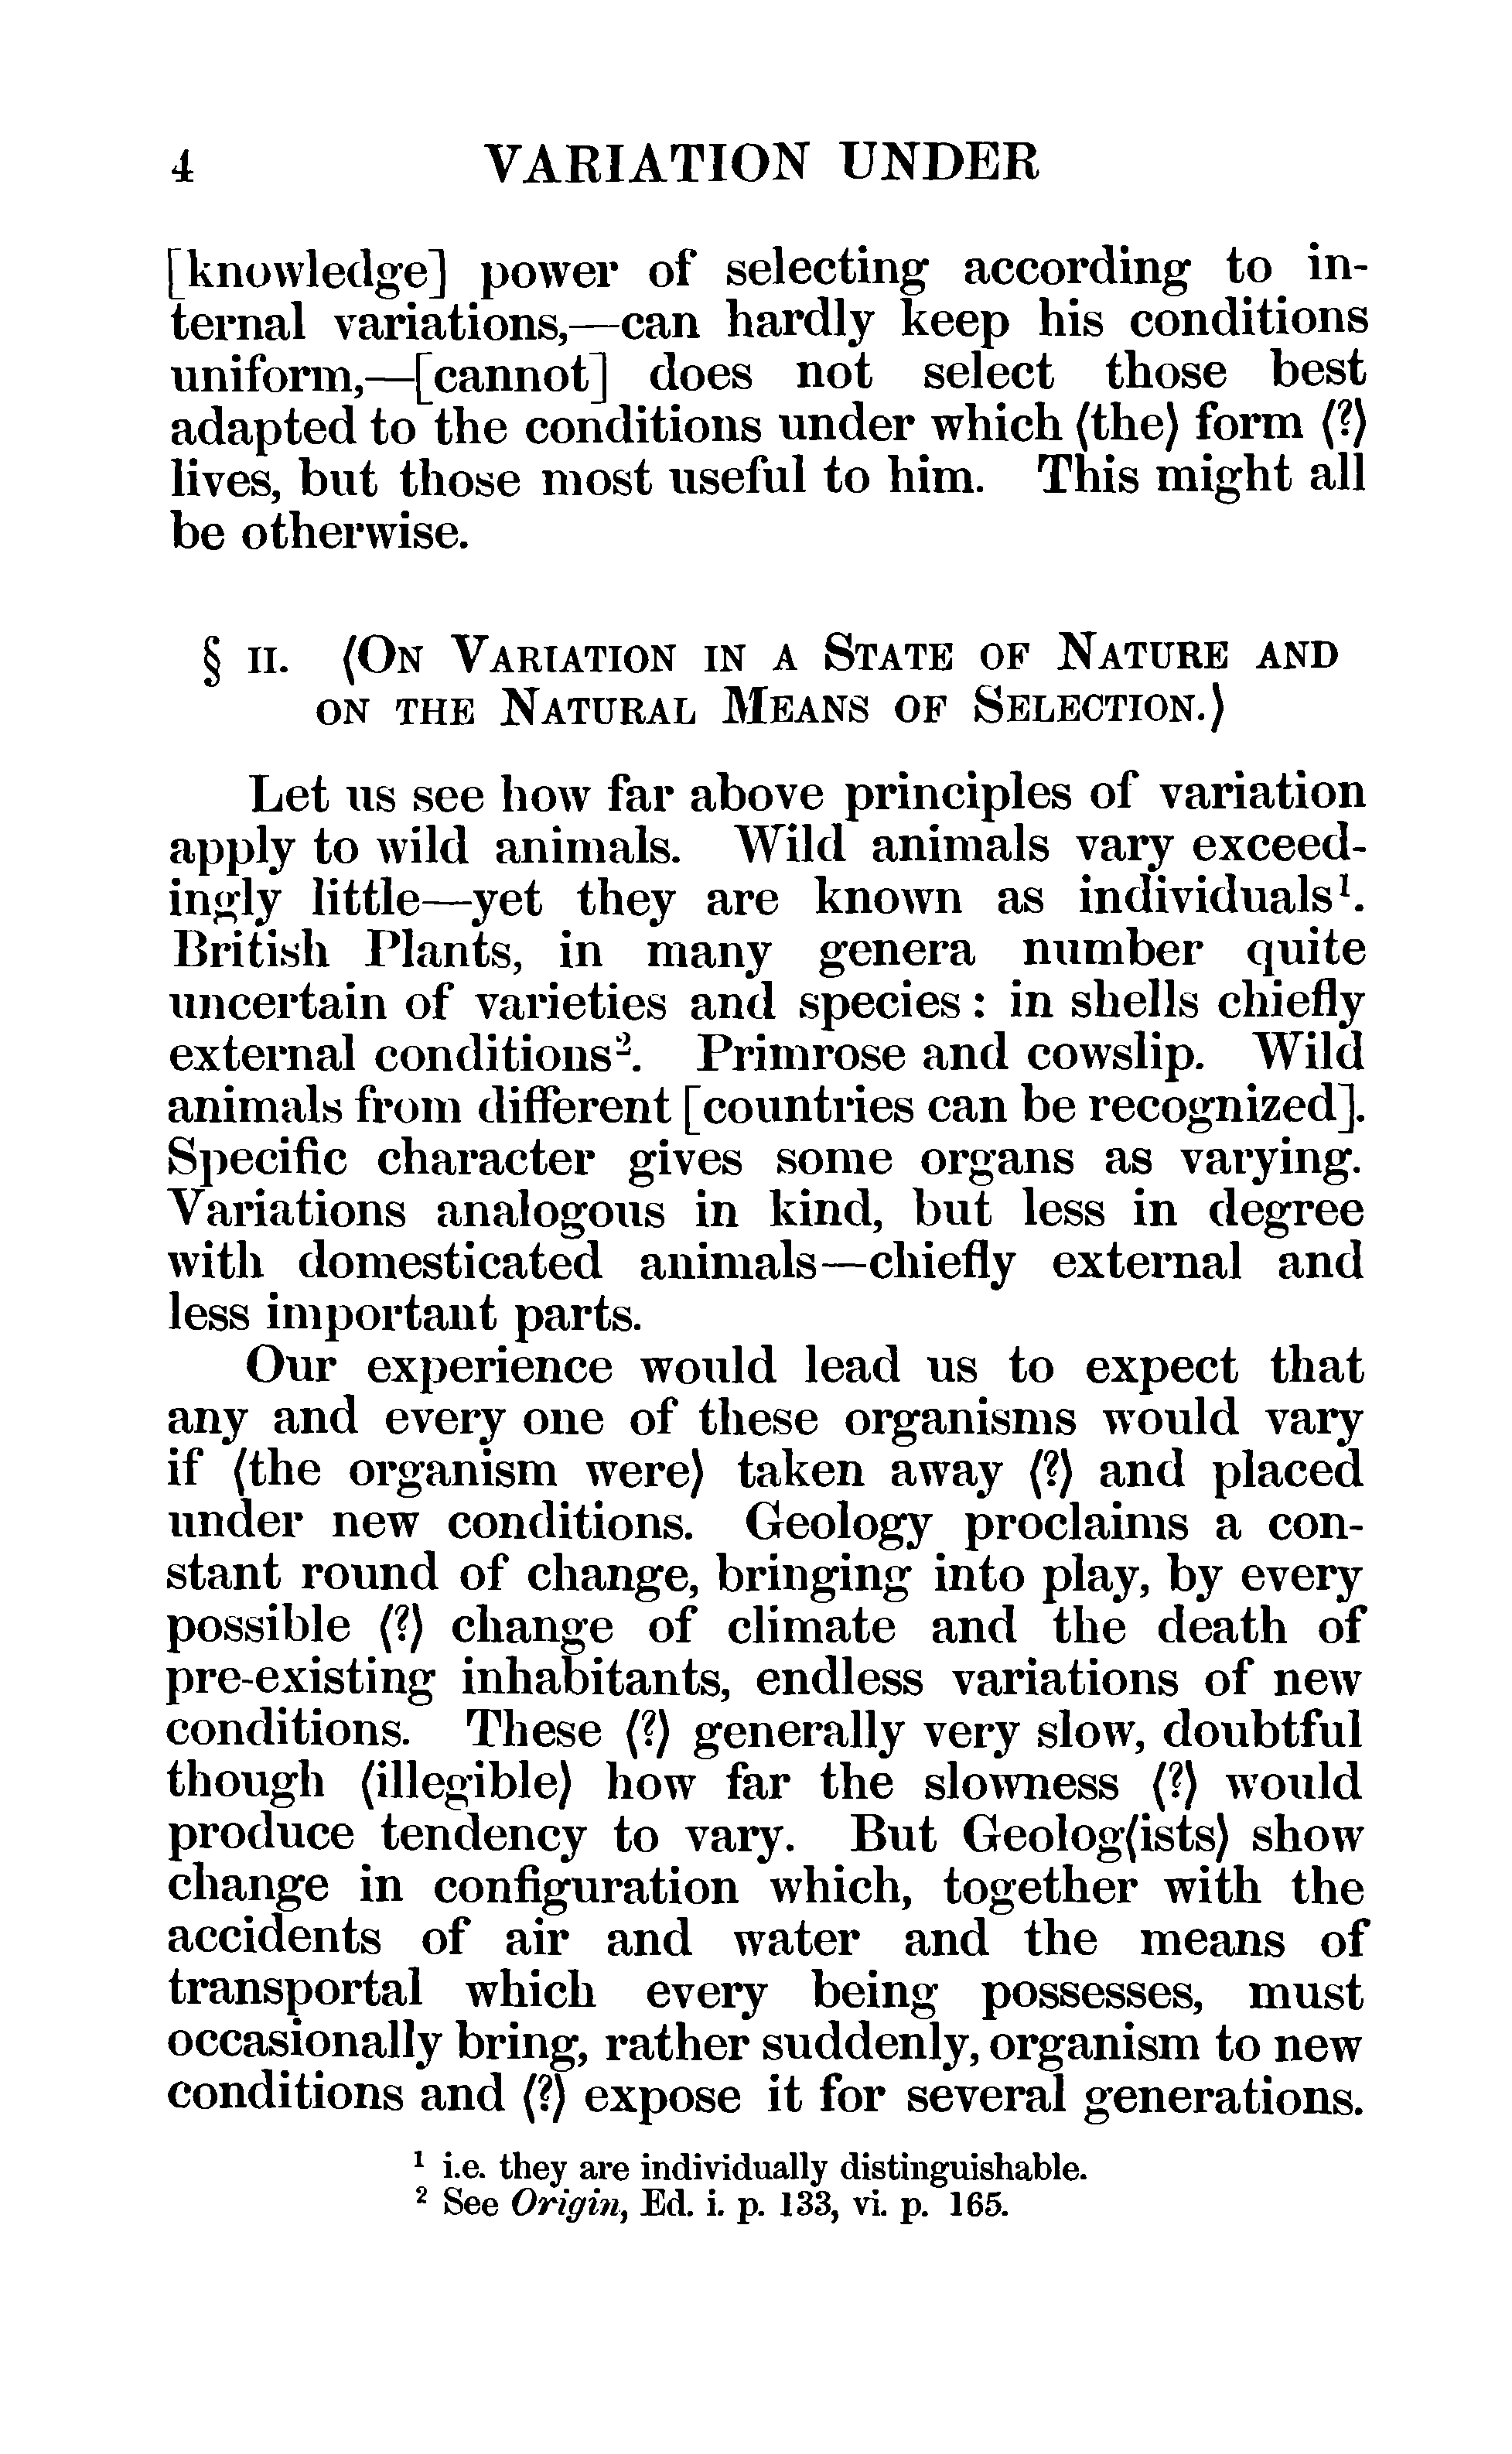 4 VARIATION UNDER
[knowledge] power of selecting according to in-
ternal variations,—can hardly keep his conditions
uniform,—[cannot] does not select those best
adapted to the conditions under which ⟨the⟩ form ⟨?⟩
lives, but those most useful to him. This might all
be otherwise.
§ II. ⟨On Variation in a State of Nature and
on the Natural Means of Selection.⟩
Let us see how far above principles of variation
apply to wild animals. Wild animals vary exceed-
ingly little—yet they are known as individuals¹.
British Plants, in many genera number quite
uncertain of varieties and species: in shells chiefly
external conditions². Primrose and cowslip. Wild
animals from different [countries can be recognized].
Specific character gives some organs as varying.
Variations analogous in kind, but less in degree
with domesticated animals—chiefly external and
less important parts.
Our experience would lead us to expect that
any and every one of these organisms would vary
if ⟨the organism were⟩ taken away ⟨?⟩ and placed
under new conditions. Geology proclaims a con-
stant round of change, bringing into play, by every
possible ⟨?⟩ change of climate and the death of
pre-existing inhabitants, endless variations of new
conditions. These ⟨?⟩ generally very slow, doubtful
though ⟨illegible⟩ how far the slowness ⟨?⟩ would
produce tendency to vary. But Geolog⟨ists⟩ show
change in configuration which, together with the
accidents of air and water and the means of
transportal which every being possesses, must
occasionally bring, rather suddenly, organism to new
conditions and ⟨?⟩ expose it for several generations.
¹ i.e. they are individually distinguishable.
² See Origin, Ed. i. p. 133, vi. p. 165.